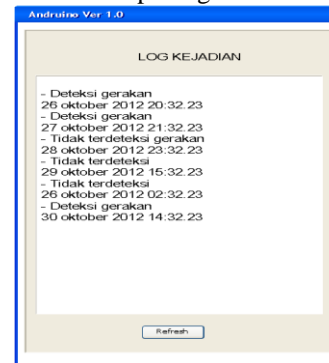 Andruino Ver 1.0
LOG KEJADIAN
- Deteksi gerakan
26 oktober 2012 20:32.23
- Deteksi gerakan
27 oktober 2012 21:32.23
- Tidak terdeteksi gerakan
28 oktober 2012 23:32.23
- Tidak terdeteksi
29 oktober 2012 15:32.23
- Tidak terdeteksi
26 oktober 2012 02:32.23
- Deteksi gerakan
30 oktober 2012 14:32.23
Refresh